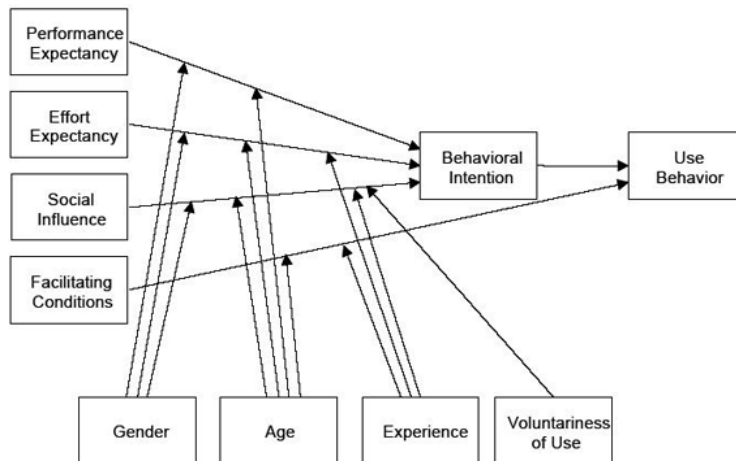 Performance
Expectancy
Effort
Expectancy
Social
Influence
Facilitating
Conditions
Behavioral
Intention
Use
Behavior
Gender
Age
Experience
Voluntariness
of Use